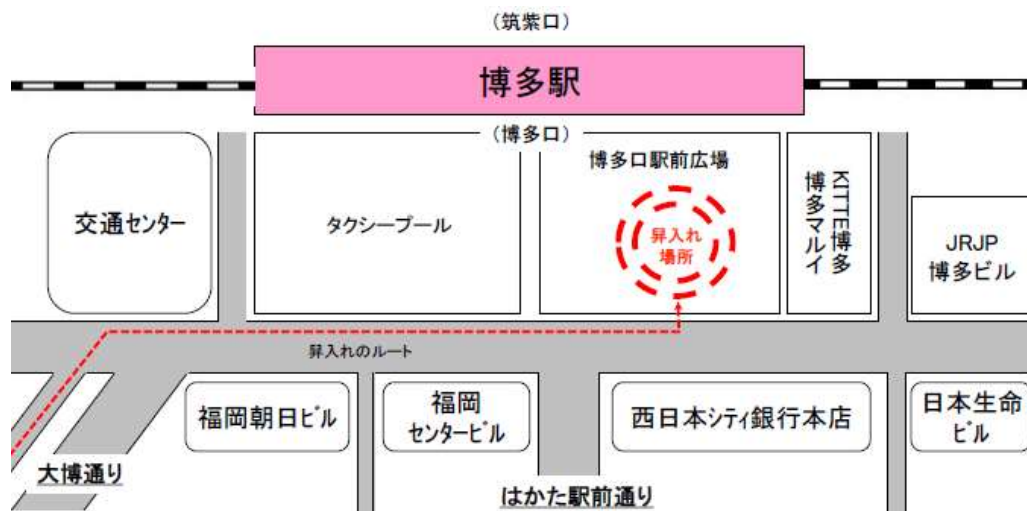 (筑紫口)
博多駅
(博多口)
交通センター
タクシープール
博多口駅前広場
舁入れ
場所
KITTE博多
博多マルイ
JRJP
博多ビル
舁入れのルート
福岡朝日ビル
福岡
センタービル
西日本シティ銀行本店
日本生命
ビル
大博通り
はかた駅前通り